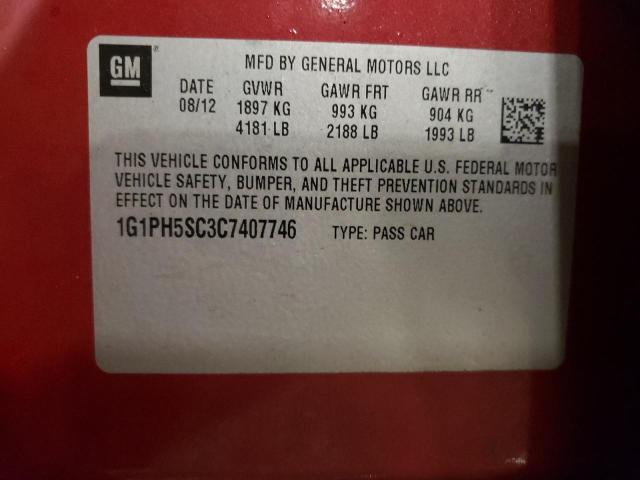 GM
MFD BY GENERAL MOTORS LLC
DATE GVWR GAWR FRT GAWR RR
08/12 1897 KG 993 KG 904 KG
4181 LB 2188 LB 1993 LB
THIS VEHICLE CONFORMS TO ALL APPLICABLE U.S. FEDERAL MOTOR
VEHICLE SAFETY, BUMPER, AND THEFT PREVENTION STANDARDS IN
EFFECT ON THE DATE OF MANUFACTURE SHOWN ABOVE.
1G1PH5SC3C7407746 TYPE: PASS CAR